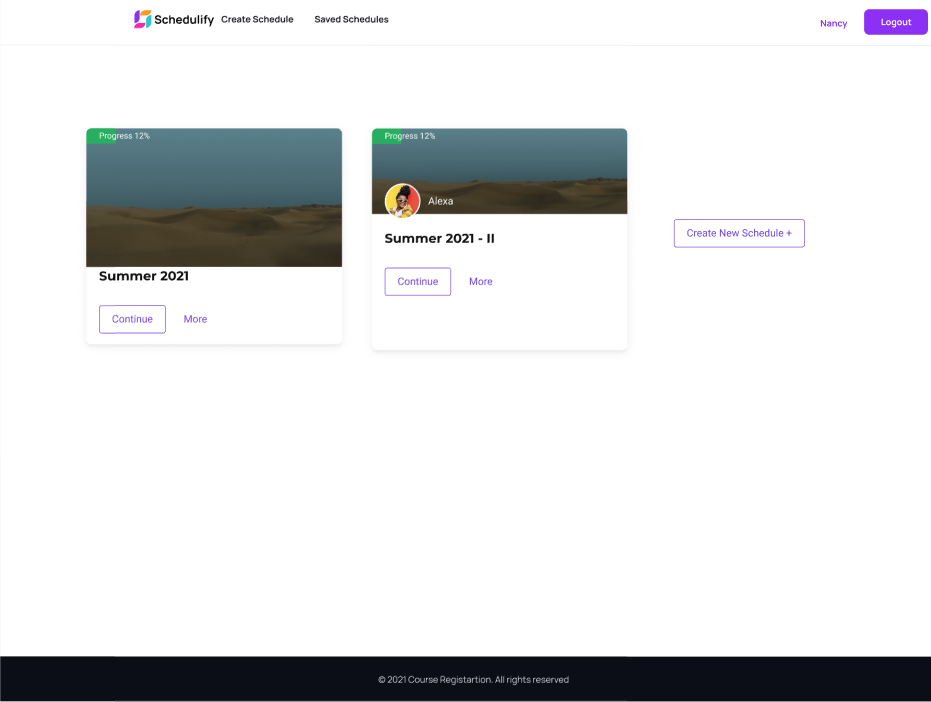 Schedulify Create Schedule Saved Schedules Nancy Logout
Progress 12%
Summer 2021
Continue More
Progress 12%
Alexa
Summer 2021 - II
Continue More
Create New Schedule +
© 2021 Course Registartion. All rights reserved